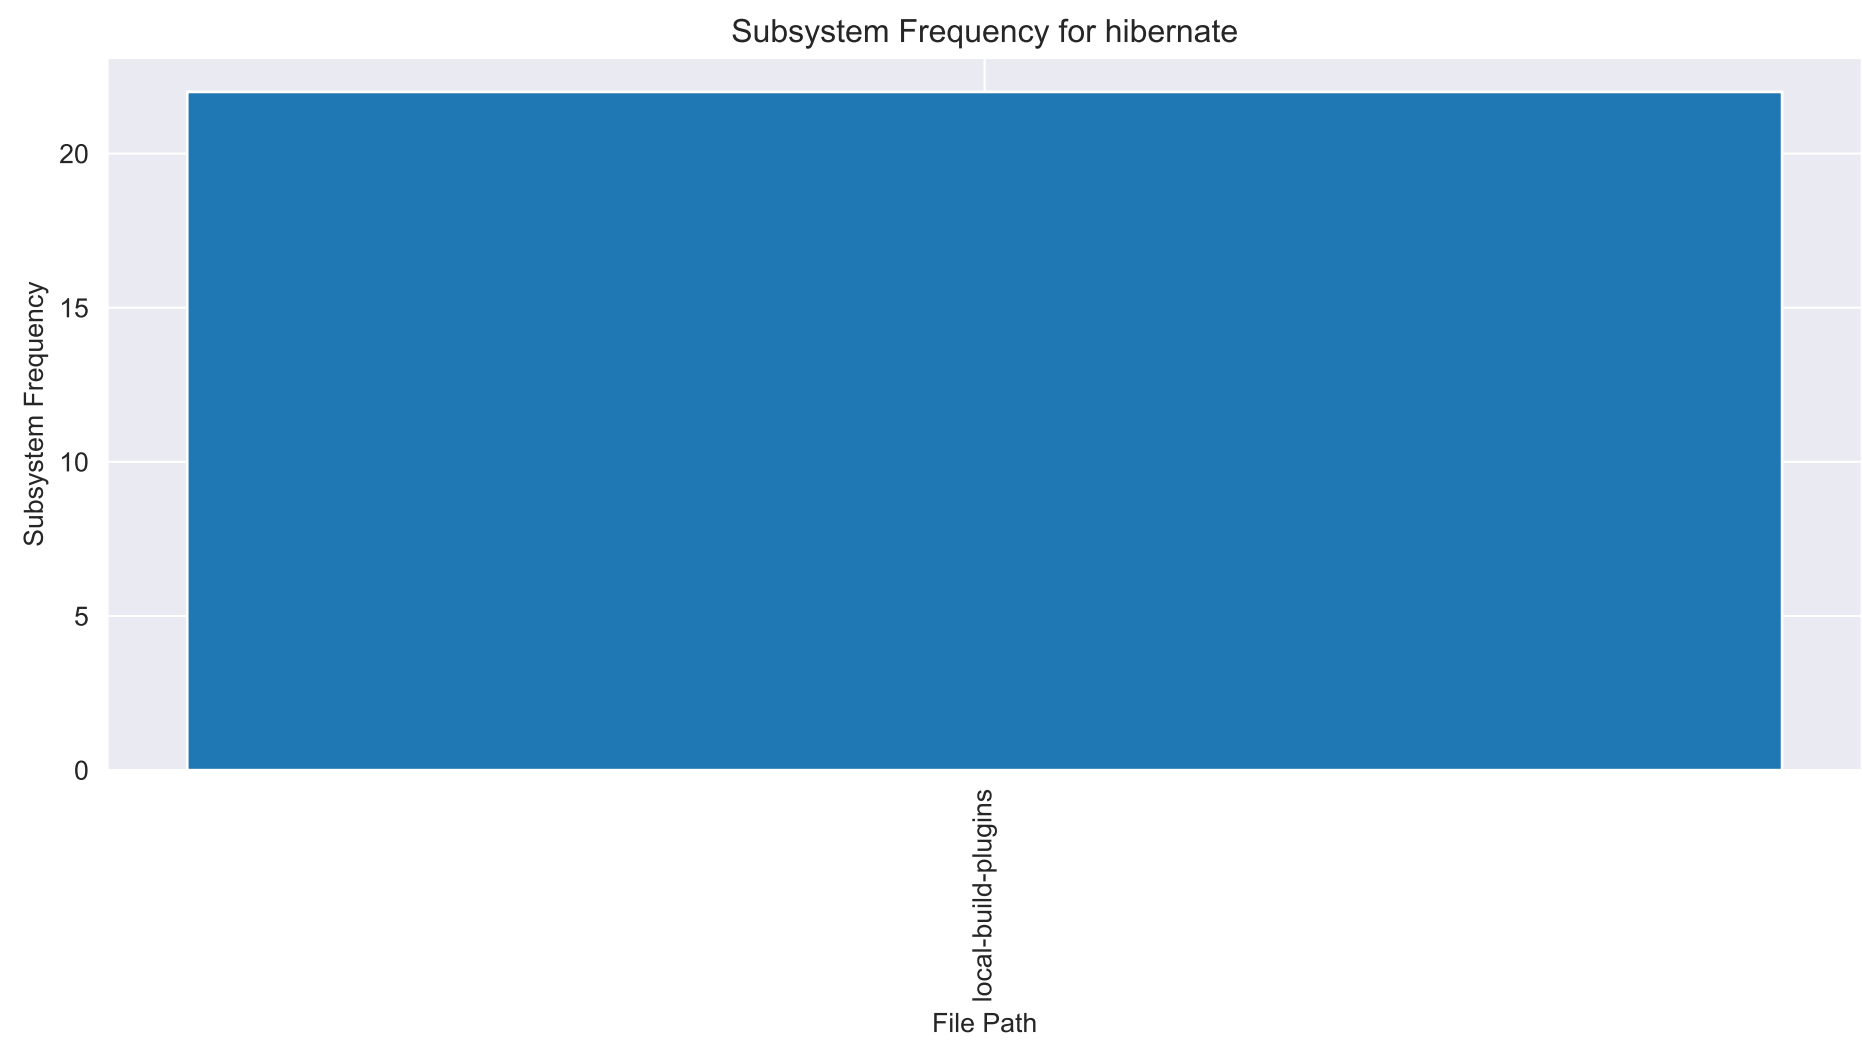 Subsystem Frequency for hibernate
Subsystem Frequency
20
15
10
5
0
local-build-plugins
File Path